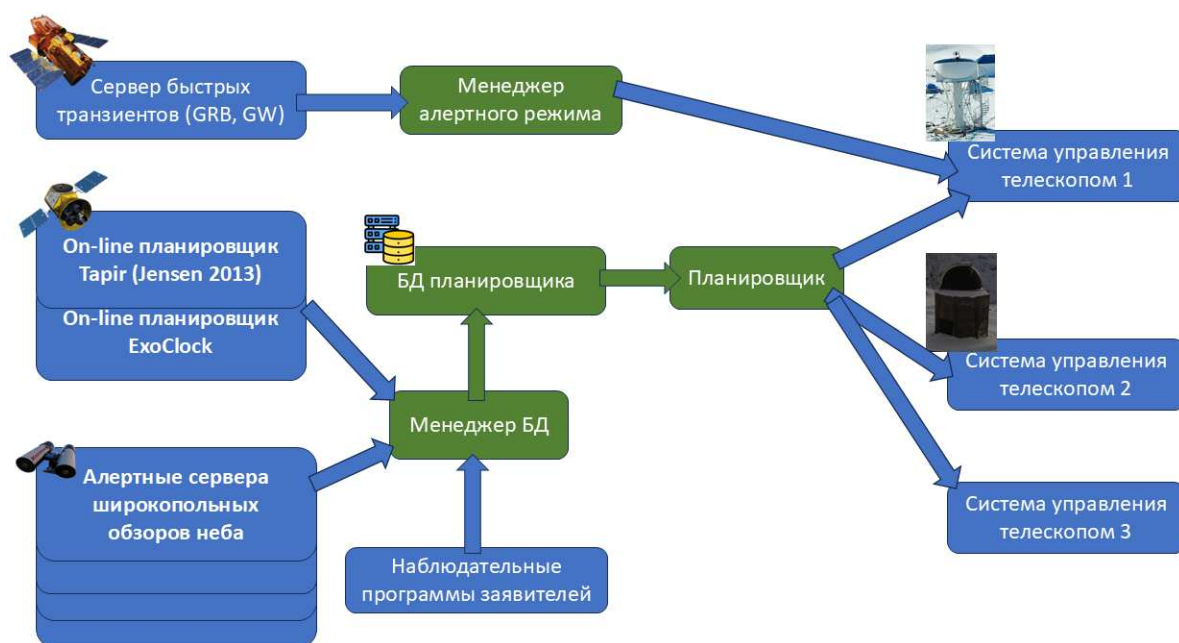 Сервер быстрых
транзиентов (GRB, GW)
Менеджер
алертного режима
Система управления
телескопом 1
On-line планировщик
Tapir (Jensen 2013)
On-line планировщик
ExoClock
БД планировщика
Планировщик
Система управления
телескопом 2
Менеджер БД
Алертные сервера
широкопольных
обзоров неба
Система управления
телескопом 3
Наблюдательные
программы заявителей